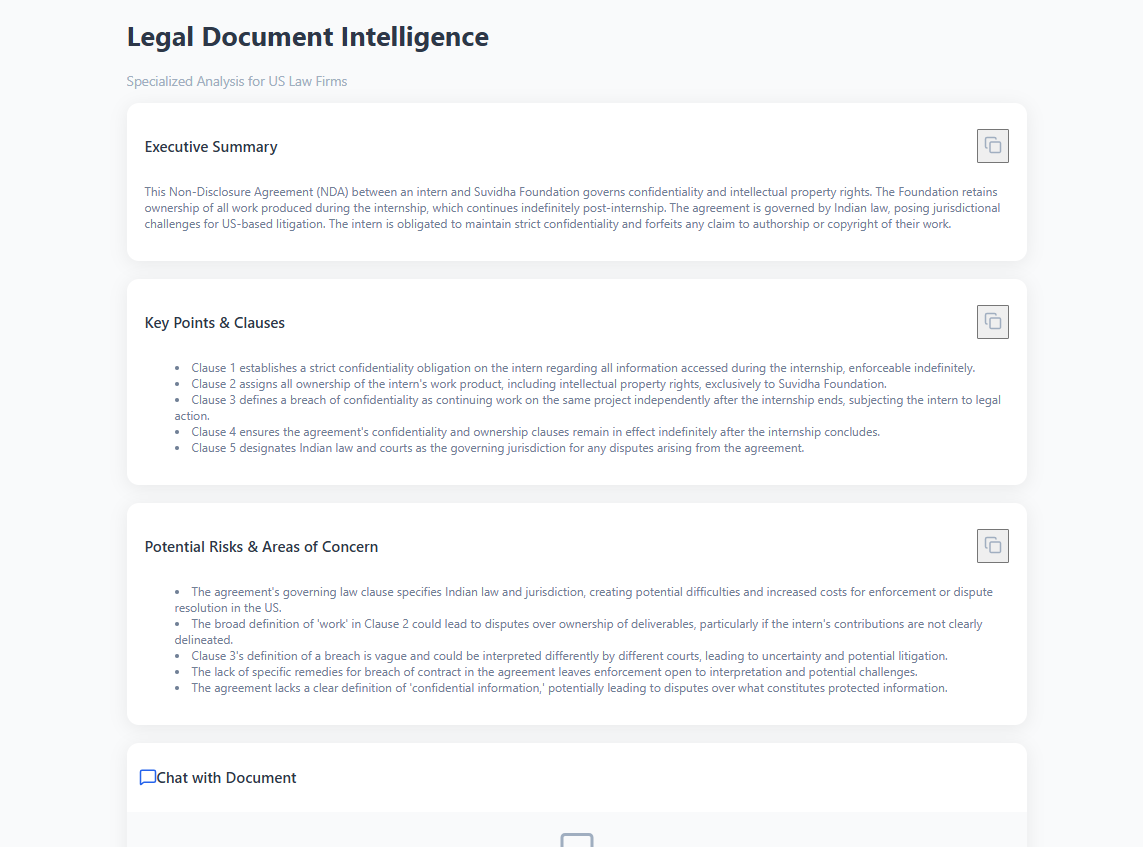 Legal Document Intelligence
Specialized Analysis for US Law Firms
Executive Summary
This Non-Disclosure Agreement (NDA) between an intern and Suvidha Foundation governs confidentiality and intellectual property rights. The Foundation retains
ownership of all work produced during the internship, which continues indefinitely post-internship. The agreement is governed by Indian law, posing jurisdictional
challenges for US-based litigation. The intern is obligated to maintain strict confidentiality and forfeits any claim to authorship or copyright of their work.
Key Points & Clauses
• Clause 1 establishes a strict confidentiality obligation on the intern regarding all information accessed during the internship, enforceable indefinitely.
• Clause 2 assigns all ownership of the intern's work product, including intellectual property rights, exclusively to Suvidha Foundation.
• Clause 3 defines a breach of confidentiality as continuing work on the same project independently after the internship ends, subjecting the intern to legal
action.
• Clause 4 ensures the agreement's confidentiality and ownership clauses remain in effect indefinitely after the internship concludes.
• Clause 5 designates Indian law and courts as the governing jurisdiction for any disputes arising from the agreement.
Potential Risks & Areas of Concern
• The agreement's governing law clause specifies Indian law and jurisdiction, creating potential difficulties and increased costs for enforcement or dispute
resolution in the US.
• The broad definition of 'work' in Clause 2 could lead to disputes over ownership of deliverables, particularly if the intern's contributions are not clearly
delineated.
• Clause 3's definition of a breach is vague and could be interpreted differently by different courts, leading to uncertainty and potential litigation.
• The lack of specific remedies for breach of contract in the agreement leaves enforcement open to interpretation and potential challenges.
• The agreement lacks a clear definition of 'confidential information,' potentially leading to disputes over what constitutes protected information.
Chat with Document